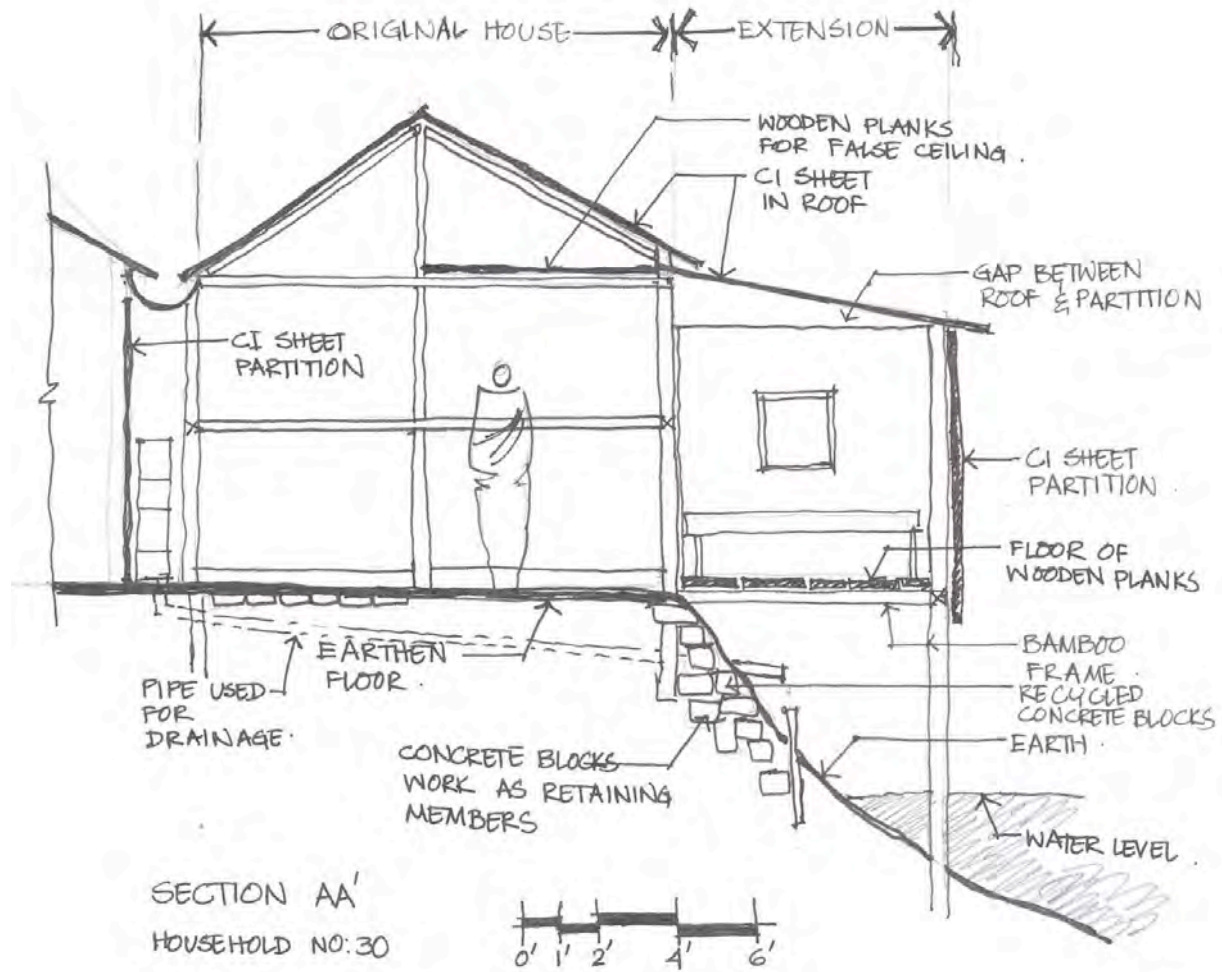 ORIGINAL HOUSE
EXTENSION
WOODEN PLANKS
FOR FALSE CEILING.
CI SHEET
IN ROOF
GAP BETWEEN
ROOF & PARTITION
CI SHEET
PARTITION
CI SHEET
PARTITION.
FLOOR OF
WOODEN PLANKS
EARTHEN
FLOOR.
PIPE USED
FOR
DRAINAGE.
BAMBOO
FRAME.
RECYCLED
CONCRETE BLOCKS
EARTH.
CONCRETE BLOCKS
WORK AS RETAINING
MEMBERS
WATER LEVEL.
SECTION AA'
HOUSEHOLD NO:30
0' 1' 2' 4' 6'